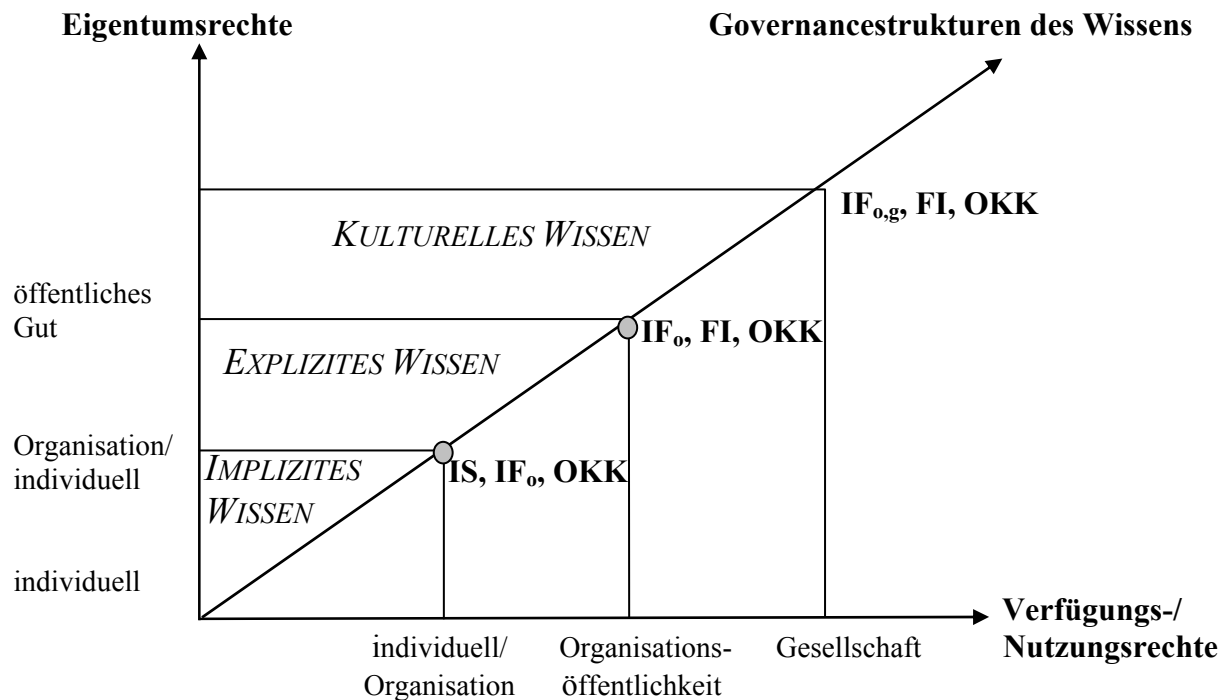 Eigentumsrechte
Governancestrukturen des Wissens
IF₀,g, FI, OKK
KULTURELLES WISSEN
öffentliches
Gut
IFₒ, FI, OKK
EXPLIZITES WISSEN
Organisation/
individuell
IMPLIZITES
WISSEN
IS, IFₒ, OKK
individuell
Verfügungs-/
Nutzungsrechte
individuell/
Organisation
Organisations-
öffentlichkeit
Gesellschaft